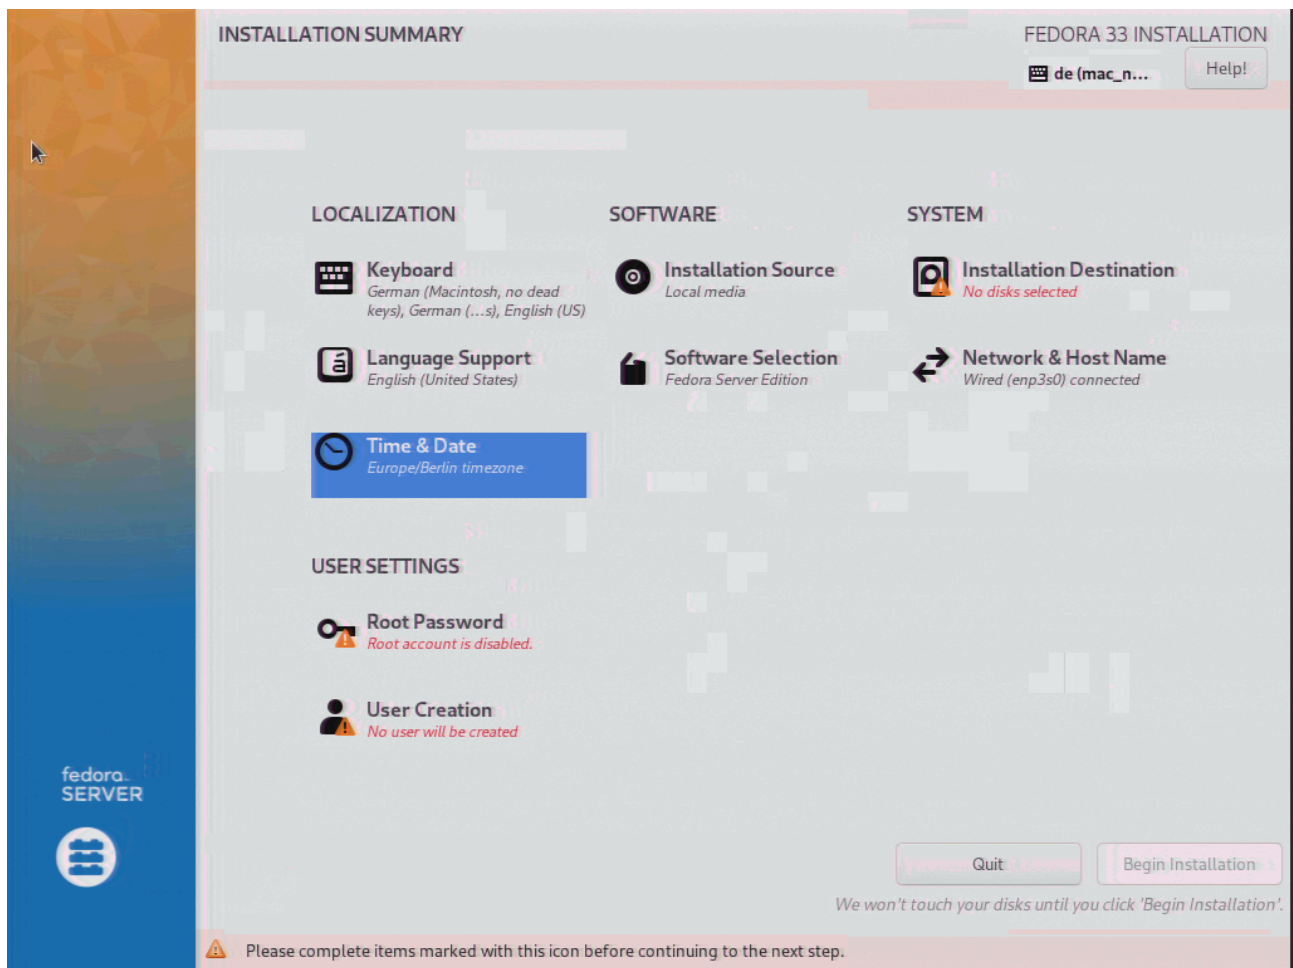 INSTALLATION SUMMARY
FEDORA 33 INSTALLATION
de (mac_n...
Help!
LOCALIZATION
Keyboard
German (Macintosh, no dead
keys), German (...s), English (US)
Language Support
English (United States)
Time & Date
Europe/Berlin timezone
SOFTWARE
Installation Source
Local media
Software Selection
Fedora Server Edition
SYSTEM
Installation Destination
No disks selected
Network & Host Name
Wired (enp3s0) connected
USER SETTINGS
Root Password
Root account is disabled.
User Creation
No user will be created
fedora
SERVER
Quit
Begin Installation
We won't touch your disks until you click 'Begin Installation'.
Please complete items marked with this icon before continuing to the next step.